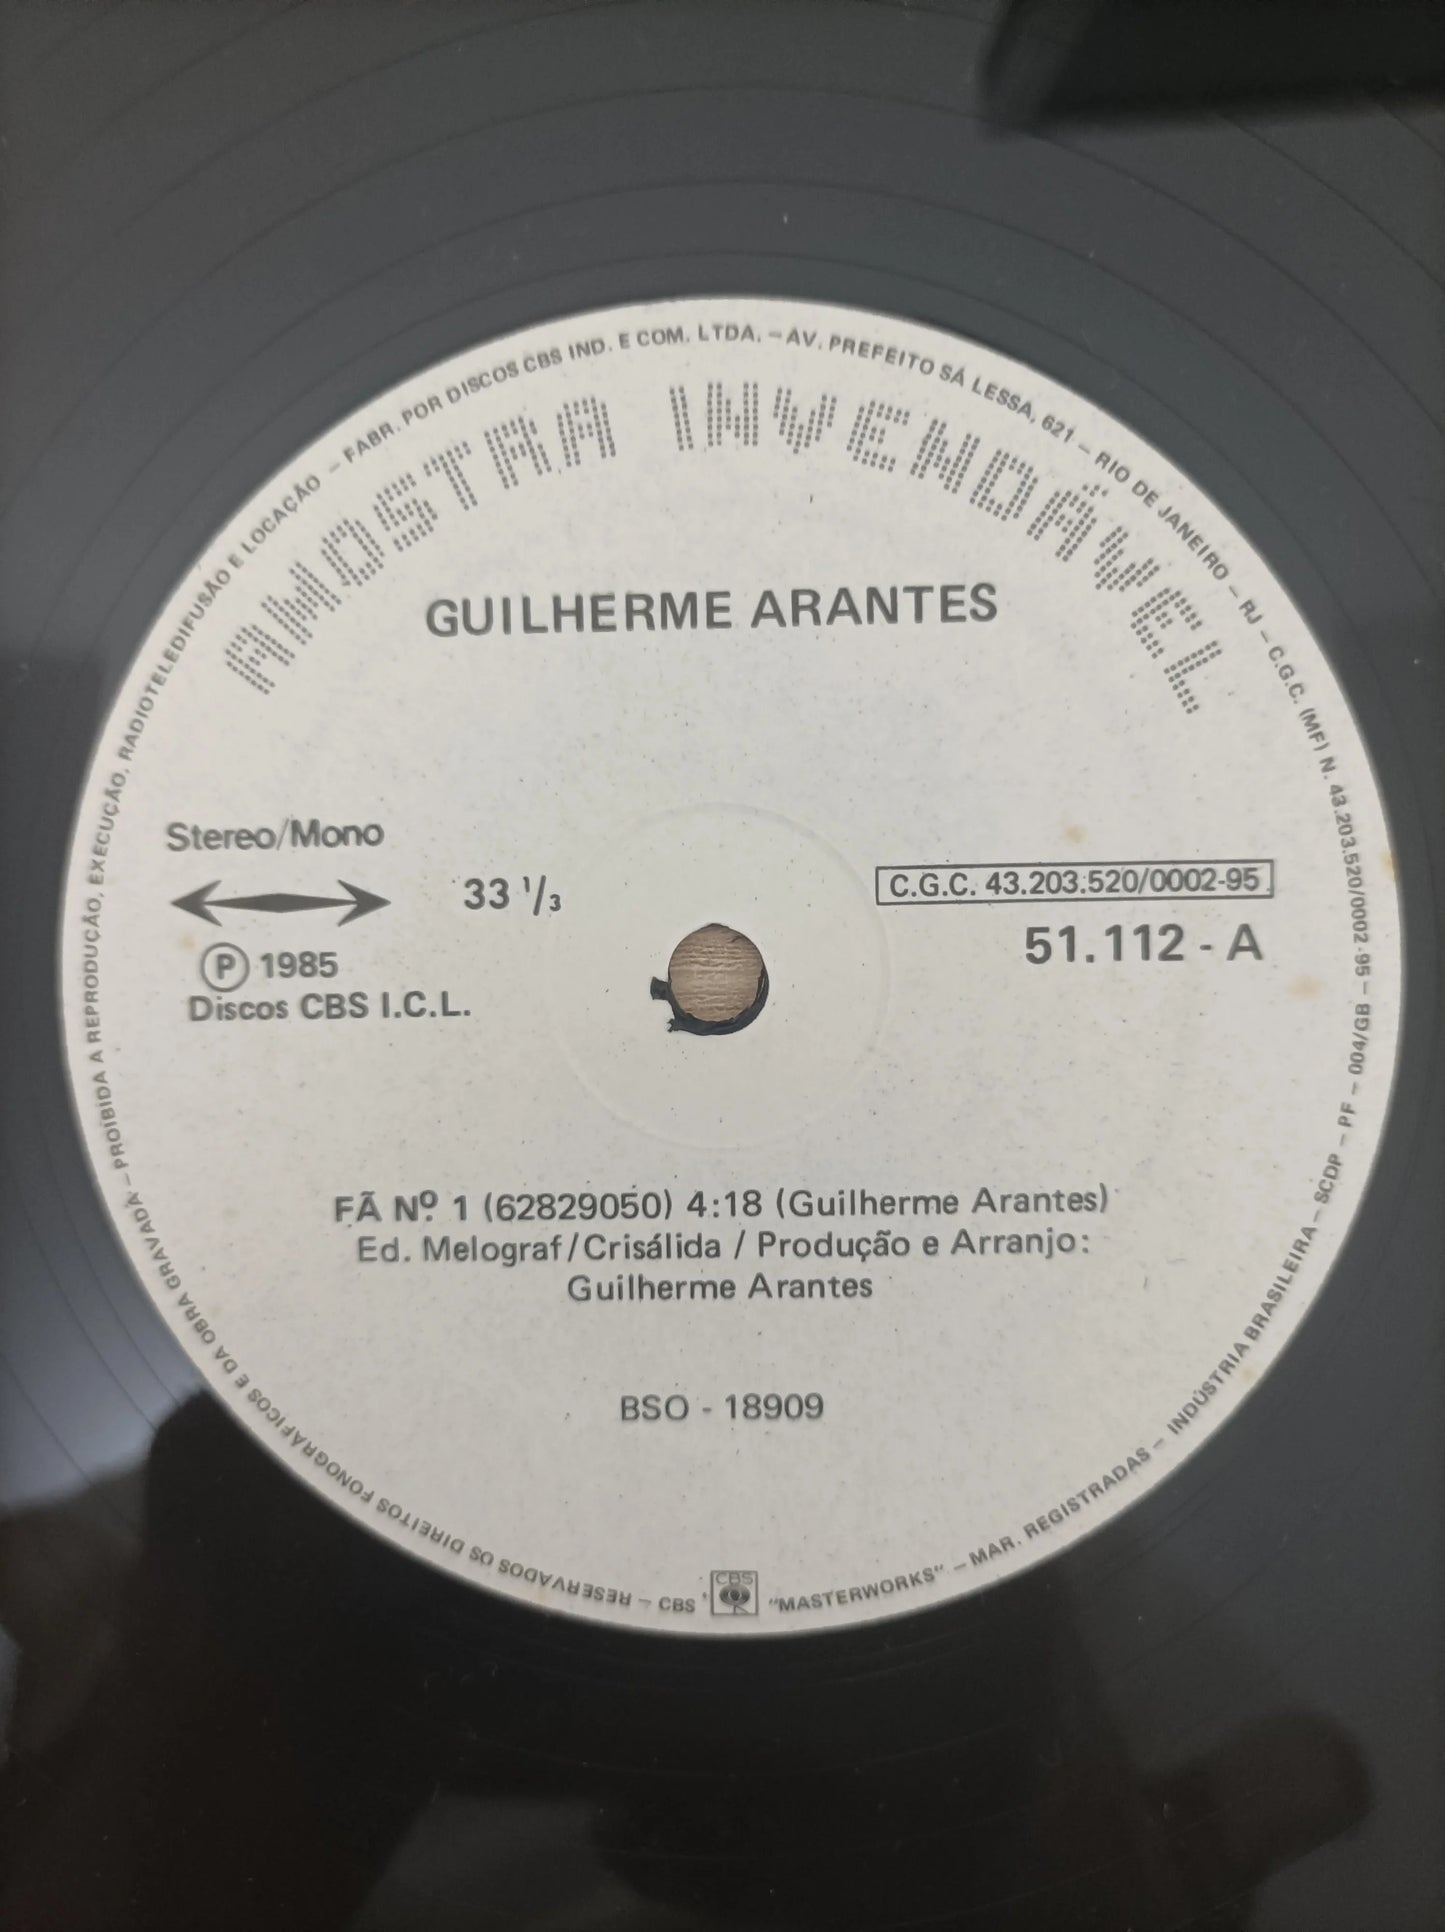 FABR. POR DISCOS CBS IND. E COM. LTDA. – AV. PREFEITO SÁ LESSA, 621 – RIO DE JANEIRO – RJ – C.G.C. (MF) N. 43.203.520/0002-95 – 004/GB – PF – SCDP – INDÚSTRIA BRASILEIRA – MAR. REGISTRADAS – "MASTERWORKS" CBS CBS – RESERVADOS OS DIREITOS FONOGRÁFICOS E DA OBRA GRAVADA – PROIBIDA A REPRODUÇÃO, EXECUÇÃO, RADIOTELEDIFUSÃO E LOCAÇÃO –
AMOSTRA INVENDÁVEL
GUILHERME ARANTES
Stereo/Mono
33 1/3
C.G.C. 43.203.520/0002-95
51.112 - A
Ⓟ 1985
Discos CBS I.C.L.
FÃ Nº 1 (62829050) 4:18 (Guilherme Arantes)
Ed. Melograf/Crisálida / Produção e Arranjo:
Guilherme Arantes
BSO - 18909